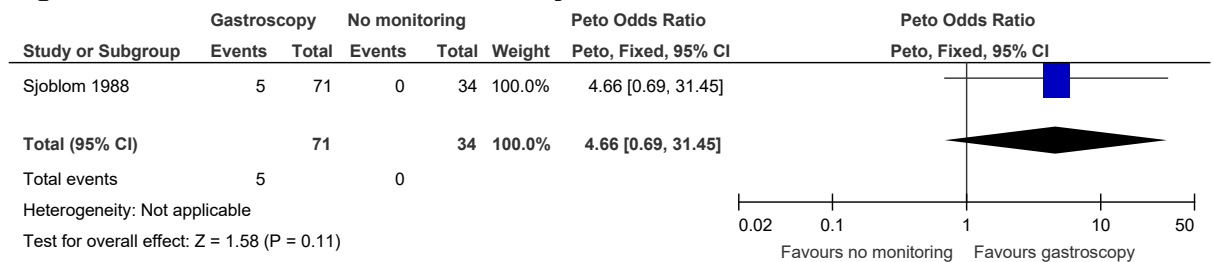 Gastroscopy No monitoring Peto Odds Ratio Peto Odds Ratio
Study or Subgroup Events Total Events Total Weight Peto, Fixed, 95% CI Peto, Fixed, 95% CI
Sjoblom 1988 5 71 0 34 100.0% 4.66 [0.69, 31.45]
Total (95% CI) 71 34 100.0% 4.66 [0.69, 31.45]
Total events 5 0
Heterogeneity: Not applicable
Test for overall effect: Z = 1.58 (P = 0.11)
0.02 0.1 1 10 50
Favours no monitoring Favours gastroscopy